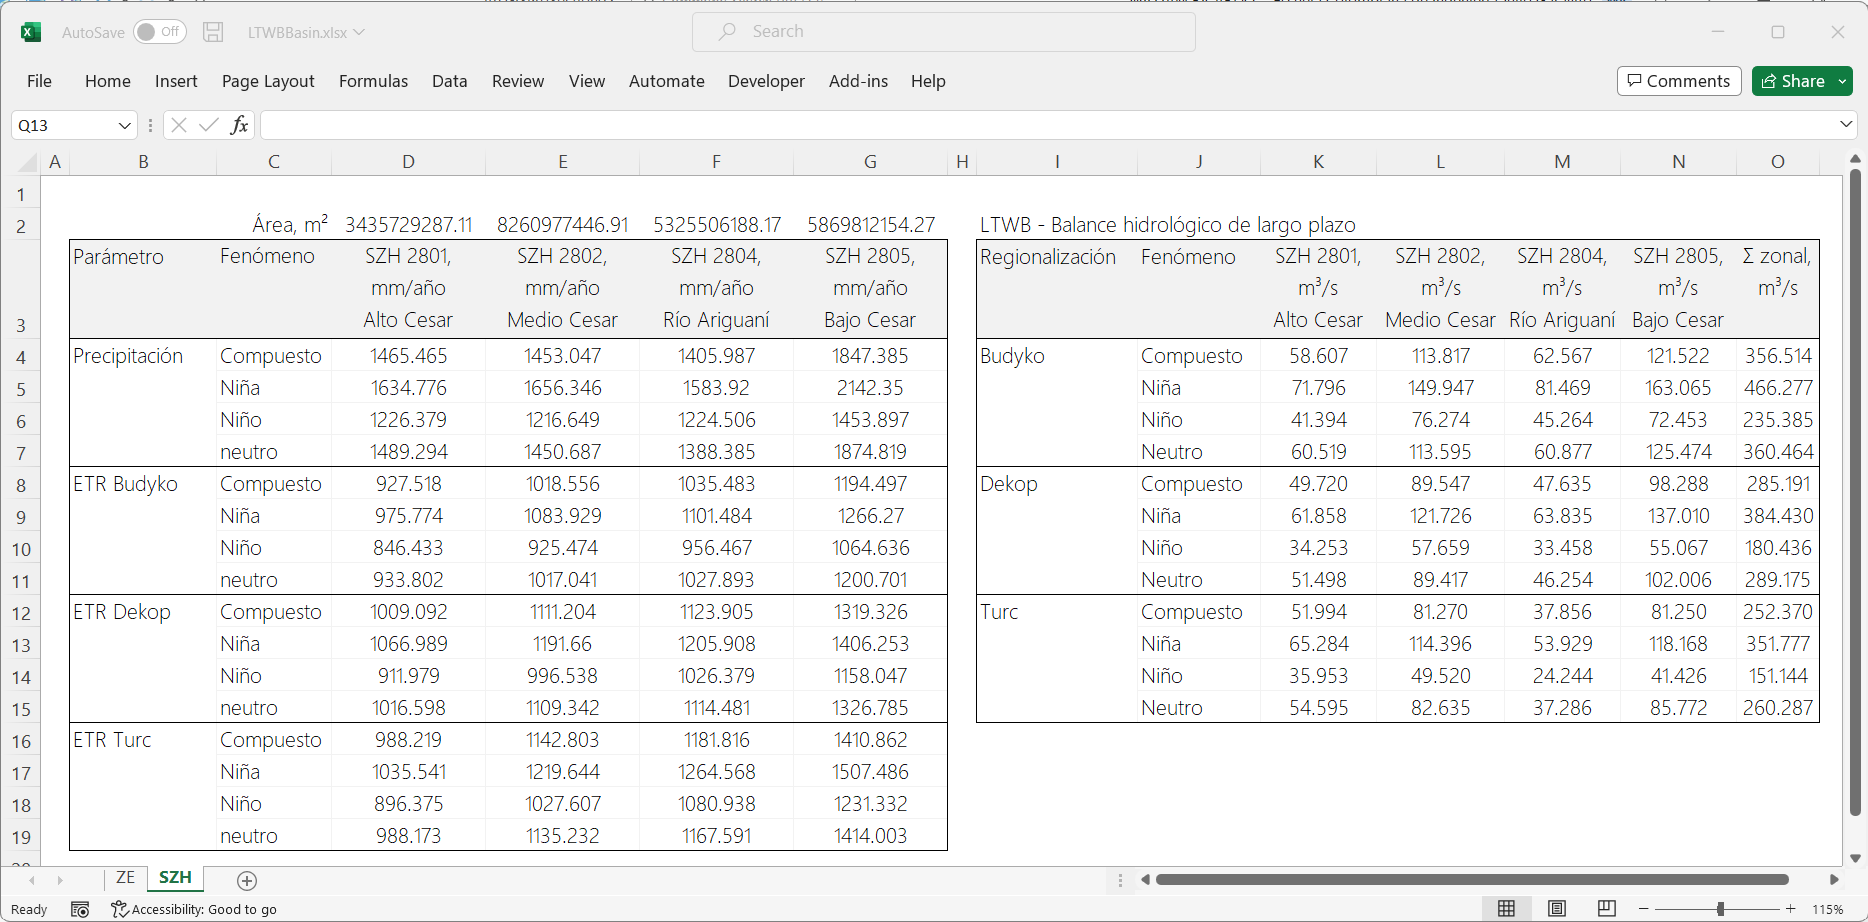 AutoSave Off LTWBBasin.xlsx Search
File Home Insert Page Layout Formulas Data Review View Automate Developer Add-ins Help Comments Share
Q13 fx
A B C D E F G H I J K L M N O
1
2 Área, m² 3435729287.11 8260977446.91 5325506188.17 5869812154.27 LTWB - Balance hidrológico de largo plazo
Parámetro Fenómeno SZH 2801, SZH 2802, SZH 2804, SZH 2805, Regionalización Fenómeno SZH 2801, SZH 2802, SZH 2804, SZH 2805, Σ zonal,
mm/año mm/año mm/año mm/año m³/s m³/s m³/s m³/s m³/s
3 Alto Cesar Medio Cesar Río Ariguaní Bajo Cesar Alto Cesar Medio Cesar Río Ariguaní Bajo Cesar
4 Precipitación Compuesto 1465.465 1453.047 1405.987 1847.385 Budyko Compuesto 58.607 113.817 62.567 121.522 356.514
5 Niña 1634.776 1656.346 1583.92 2142.35 Niña 71.796 149.947 81.469 163.065 466.277
6 Niño 1226.379 1216.649 1224.506 1453.897 Niño 41.394 76.274 45.264 72.453 235.385
7 neutro 1489.294 1450.687 1388.385 1874.819 Neutro 60.519 113.595 60.877 125.474 360.464
8 ETR Budyko Compuesto 927.518 1018.556 1035.483 1194.497 Dekop Compuesto 49.720 89.547 47.635 98.288 285.191
9 Niña 975.774 1083.929 1101.484 1266.27 Niña 61.858 121.726 63.835 137.010 384.430
10 Niño 846.433 925.474 956.467 1064.636 Niño 34.253 57.659 33.458 55.067 180.436
11 neutro 933.802 1017.041 1027.893 1200.701 Neutro 51.498 89.417 46.254 102.006 289.175
12 ETR Dekop Compuesto 1009.092 1111.204 1123.905 1319.326 Turc Compuesto 51.994 81.270 37.856 81.250 252.370
13 Niña 1066.989 1191.66 1205.908 1406.253 Niña 65.284 114.396 53.929 118.168 351.777
14 Niño 911.979 996.538 1026.379 1158.047 Niño 35.953 49.520 24.244 41.426 151.144
15 neutro 1016.598 1109.342 1114.481 1326.785 Neutro 54.595 82.635 37.286 85.772 260.287
16 ETR Turc Compuesto 988.219 1142.803 1181.816 1410.862
17 Niña 1035.541 1219.644 1264.568 1507.486
18 Niño 896.375 1027.607 1080.938 1231.332
19 neutro 988.173 1135.232 1167.591 1414.003
ZE SZH
Ready Accessibility: Good to go 115%